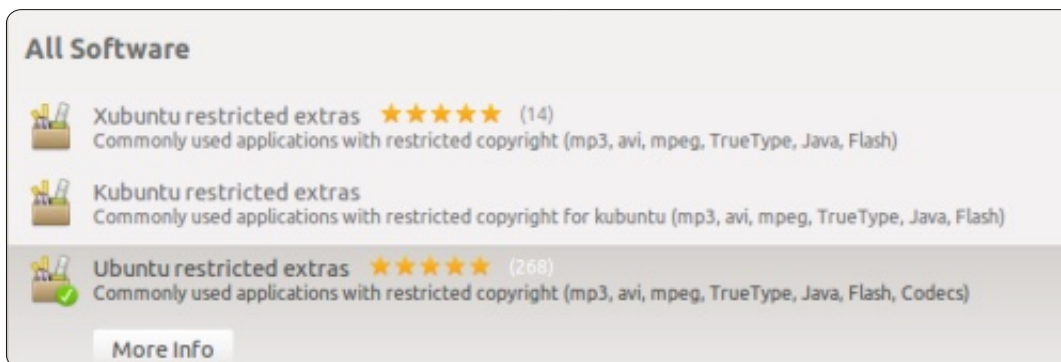 All Software
Xubuntu restricted extras (14)
Commonly used applications with restricted copyright (mp3, avi, mpeg, TrueType, Java, Flash)
Kubuntu restricted extras
Commonly used applications with restricted copyright for kubuntu (mp3, avi, mpeg, TrueType, Java, Flash)
Ubuntu restricted extras (268)
Commonly used applications with restricted copyright (mp3, avi, mpeg, TrueType, Java, Flash, Codecs)
More Info